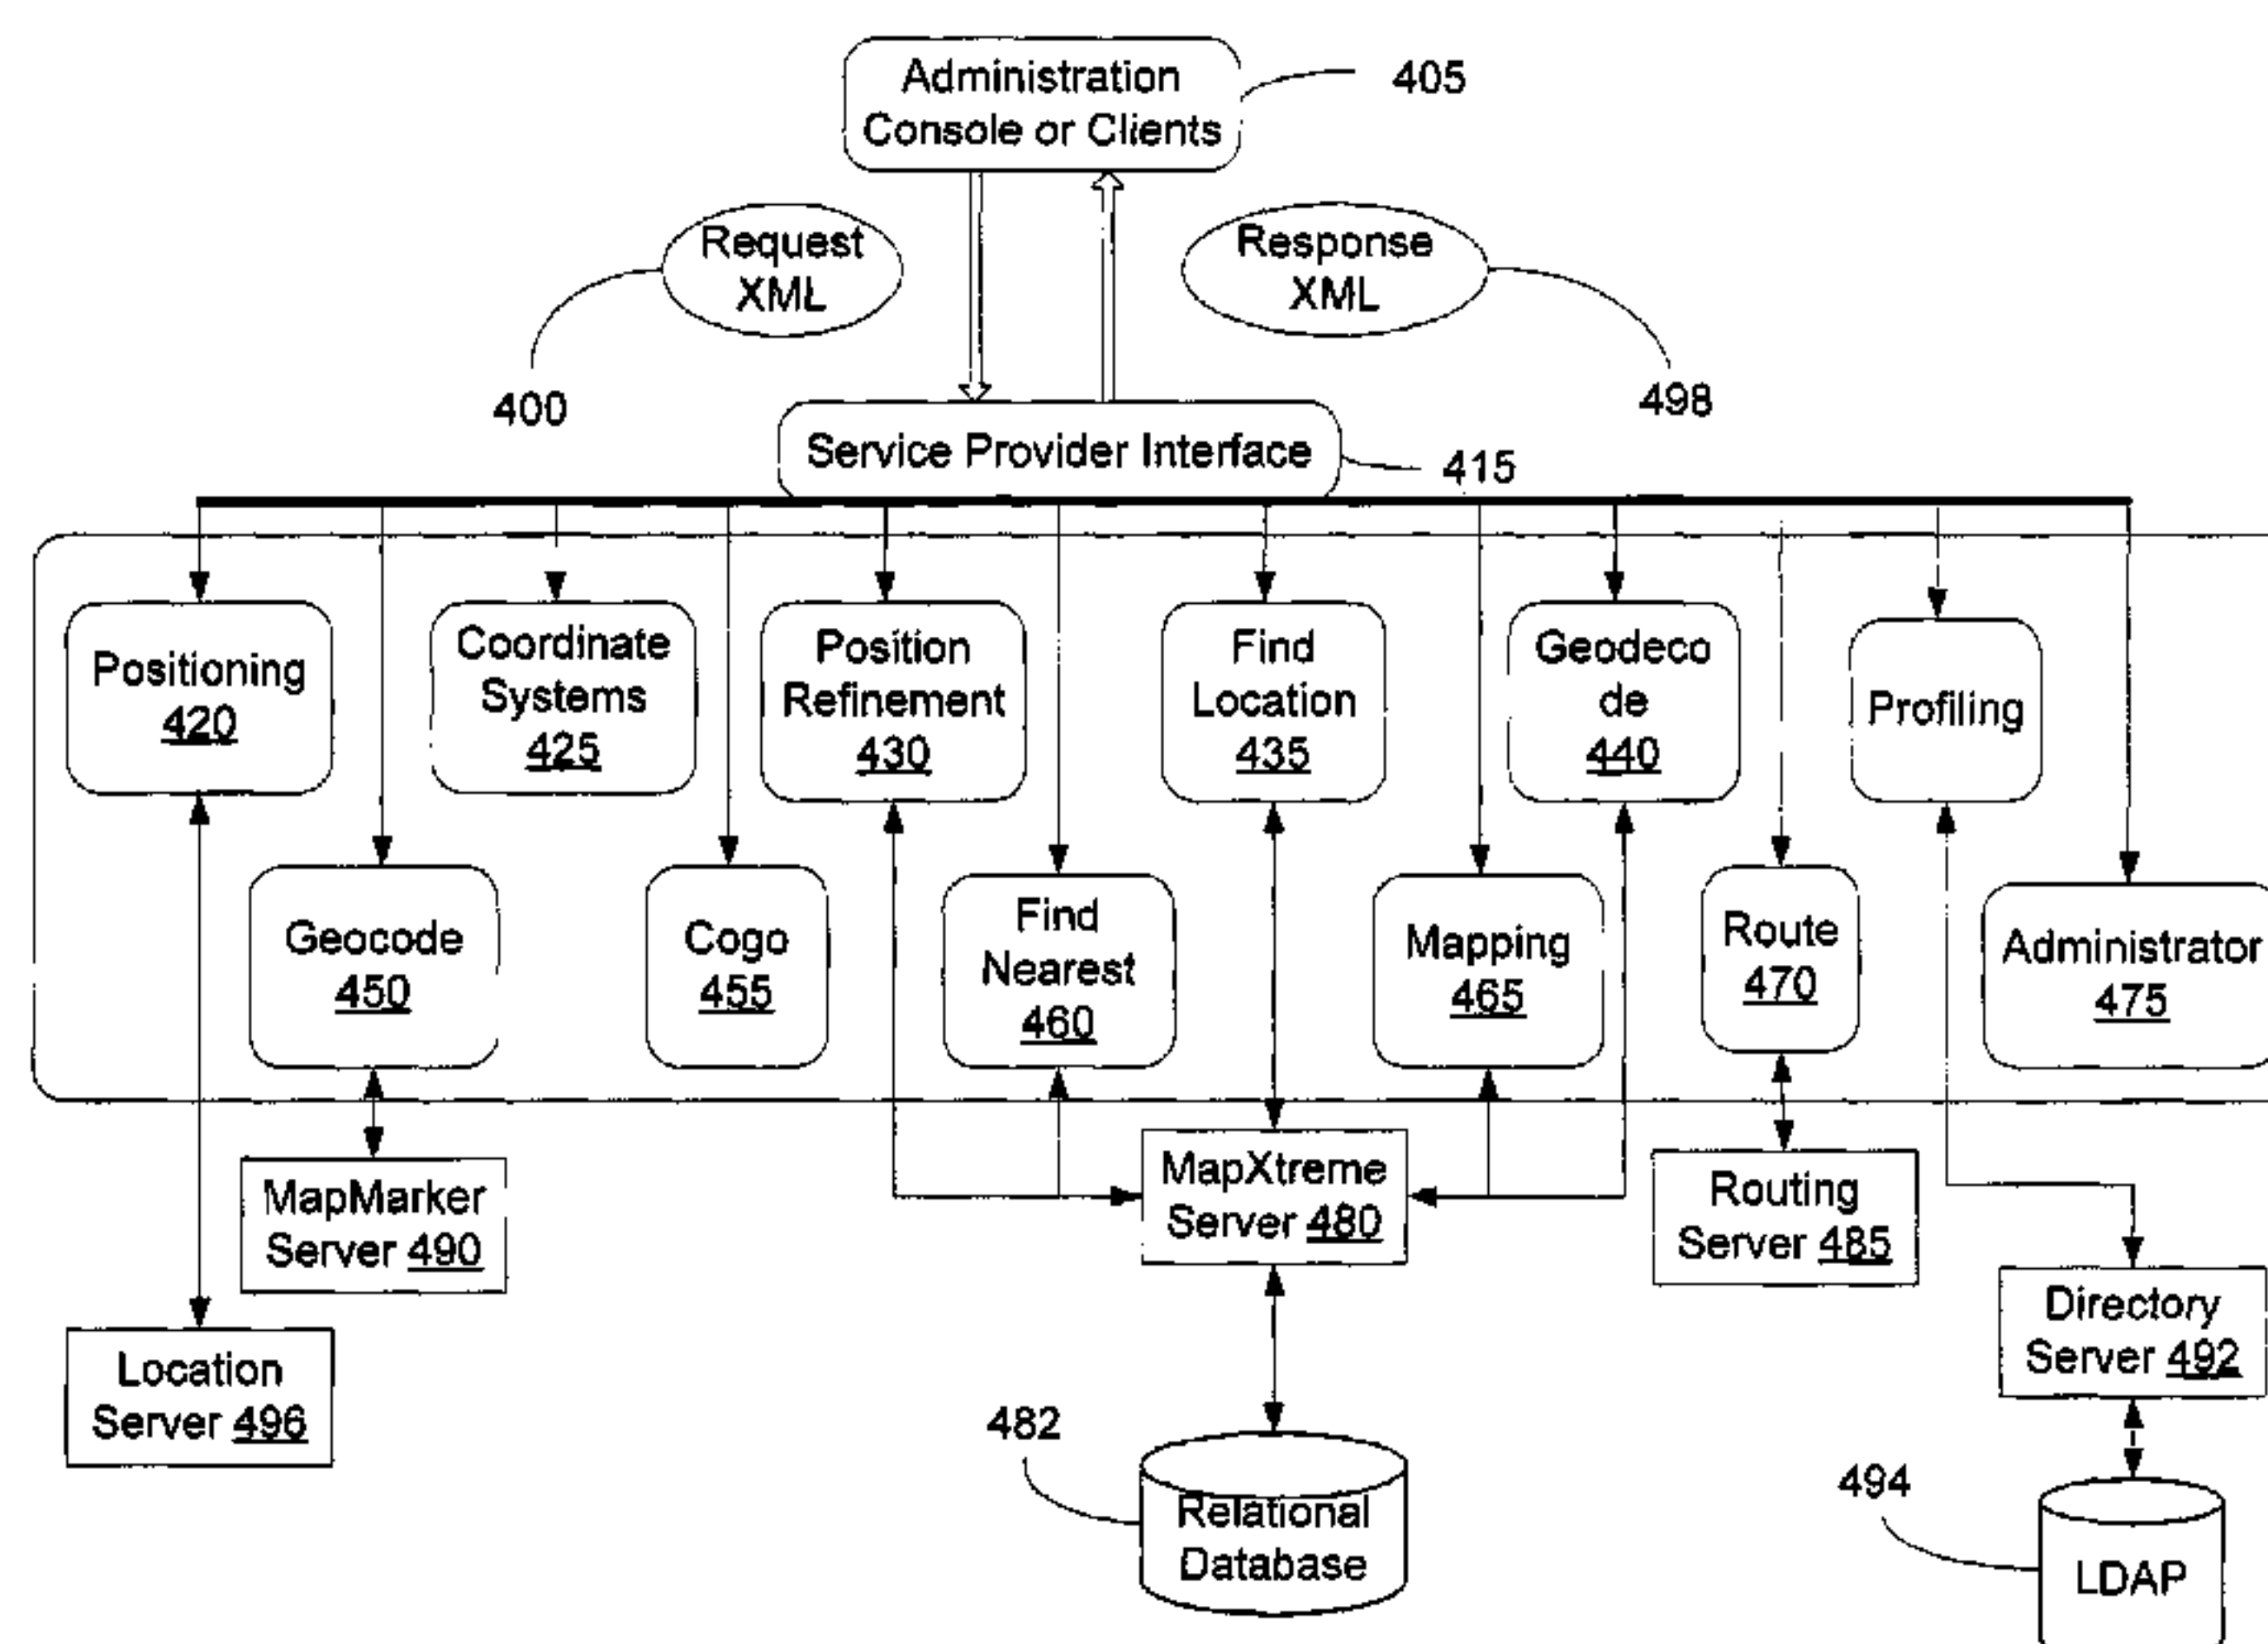 Administration
Console or Clients
405
Request
XML
Response
XML
400
498
Service Provider Interface
415
Positioning
420
Coordinate
Systems
425
Position
Refinement
430
Find
Location
435
Geodeco
de
440
Profiling
Geocode
450
Cogo
455
Find
Nearest
460
Mapping
465
Route
470
Administrator
475
MapMarker
Server 490
MapXtreme
Server 480
Routing
Server 485
Directory
Server 492
Location
Server 496
482
Relational
Database
494
LDAP